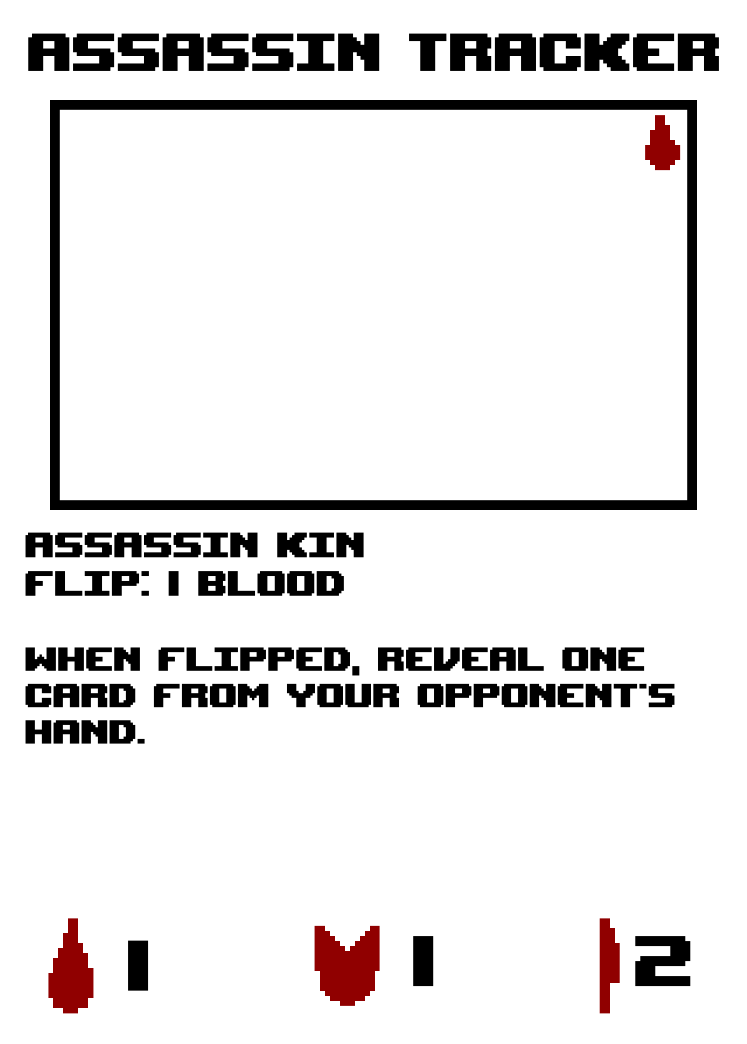 ASSASSIN TRACKER
ASSASSIN KIN
FLIP: 1 BLOOD
WHEN FLIPPED, REVEAL ONE
CARD FROM YOUR OPPONENT'S
HAND.
1 1 2